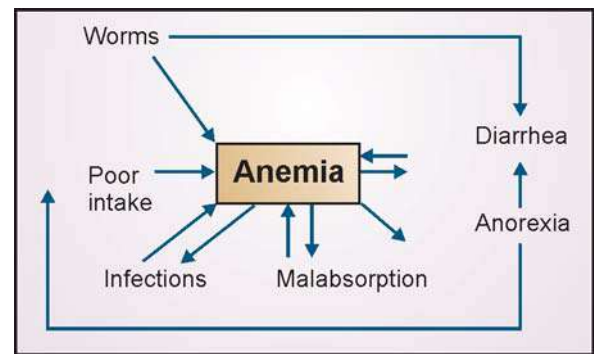 Worms
Diarrhea
Anemia
Poor
intake
Anorexia
Infections
Malabsorption